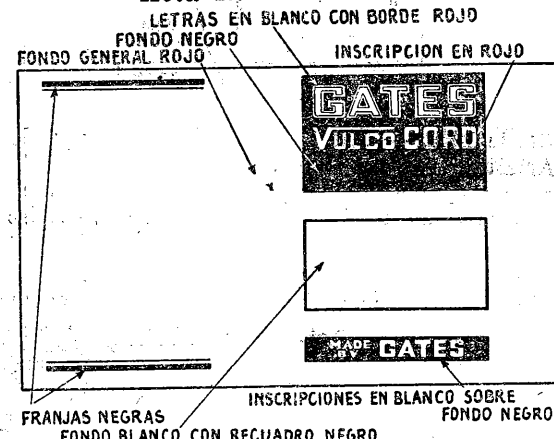 LETRAS EN BLANCO CON BORDE ROJO
FONDO NEGRO
FONDO GENERAL ROJO
INSCRIPCION EN ROJO
GATES
VULCO CORD
MADE BY GATES
INSCRIPCIONES EN BLANCO SOBRE
FONDO NEGRO
FRANJAS NEGRAS
FONDO BLANCO CON RECUADRO NEGRO